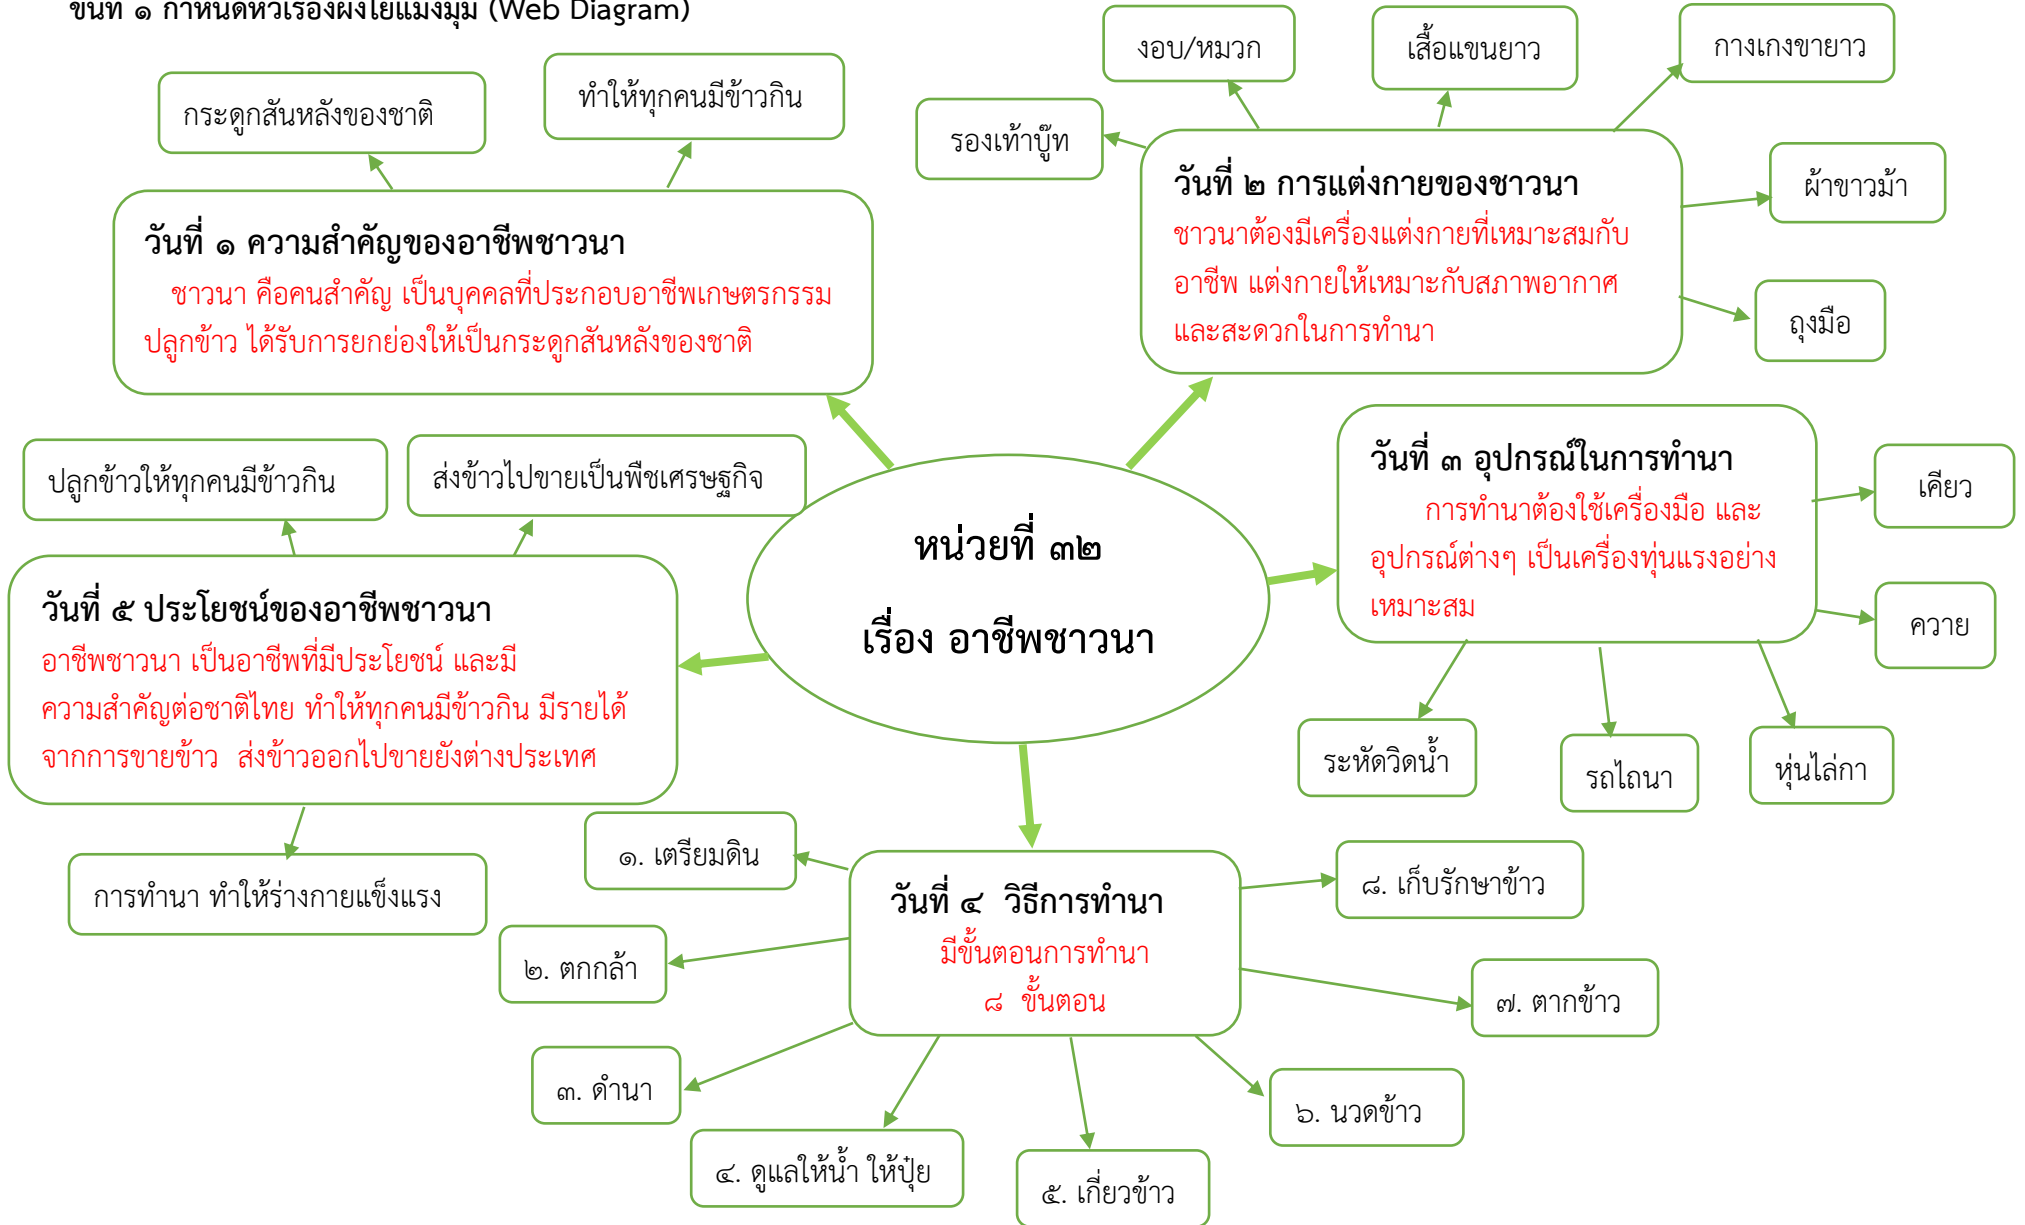 ขั้นที่ ๑ กำหนดหัวเรื่องผังใยแมงมุม (Web Diagram)
กระดูกสันหลังของชาติ
ทำให้ทุกคนมีข้าวกิน
วันที่ ๑ ความสำคัญของอาชีพชาวนา
ชาวนา คือคนสำคัญ เป็นบุคคลที่ประกอบอาชีพเกษตรกรรม
ปลูกข้าว ได้รับการยกย่องให้เป็นกระดูกสันหลังของชาติ
รองเท้าบู๊ท
งอบ/หมวก
เสื้อแขนยาว
กางเกงขายาว
ผ้าขาวม้า
ถุงมือ
วันที่ ๒ การแต่งกายของชาวนา
ชาวนาต้องมีเครื่องแต่งกายที่เหมาะสมกับ
อาชีพ แต่งกายให้เหมาะกับสภาพอากาศ
และสะดวกในการทำนา
หน่วยที่ ๓๒
เรื่อง อาชีพชาวนา
วันที่ ๓ อุปกรณ์ในการทำนา
การทำนาต้องใช้เครื่องมือ และ
อุปกรณ์ต่างๆ เป็นเครื่องทุ่นแรงอย่าง
เหมาะสม
เคียว
ควาย
หุ่นไล่กา
รถไถนา
ระหัดวิดน้ำ
ปลูกข้าวให้ทุกคนมีข้าวกิน
ส่งข้าวไปขายเป็นพืชเศรษฐกิจ
วันที่ ๕ ประโยชน์ของอาชีพชาวนา
อาชีพชาวนา เป็นอาชีพที่มีประโยชน์ และมี
ความสำคัญต่อชาติไทย ทำให้ทุกคนมีข้าวกิน มีรายได้
จากการขายข้าว ส่งข้าวออกไปขายยังต่างประเทศ
การทำนา ทำให้ร่างกายแข็งแรง
วันที่ ๔ วิธีการทำนา
มีขั้นตอนการทำนา
๘ ขั้นตอน
๑. เตรียมดิน
๒. ตกกล้า
๓. ดำนา
๔. ดูแลให้น้ำ ให้ปุ๋ย
๕. เกี่ยวข้าว
๖. นวดข้าว
๗. ตากข้าว
๘. เก็บรักษาข้าว